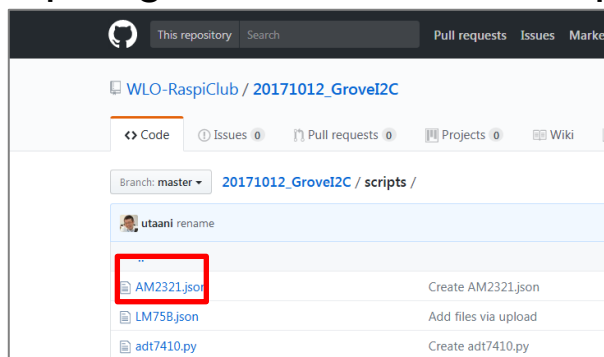 This repository Search Pull requests Issues Marke
WLO-RaspiClub / 20171012_GroveI2C
Code Issues 0 Pull requests 0 Projects 0 Wiki
Branch: master 20171012_GroveI2C / scripts /
utaani rename
..
AM2321.json Create AM2321.json
LM75B.json Add files via upload
adt7410.py Create adt7410.py